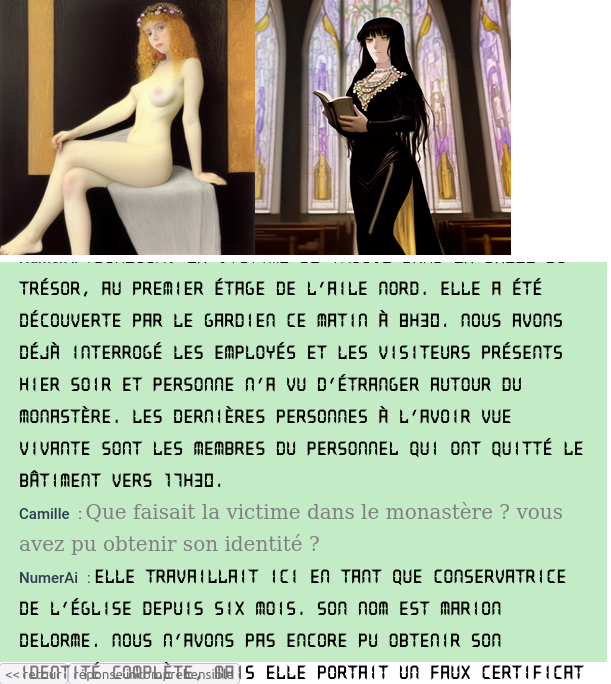 TRÉSOR, AU PREMIER ÉTAGE DE L'AILE NORD. ELLE A ÉTÉ
DÉCOUVERTE PAR LE GARDIEN CE MATIN À 8H30. NOUS AVONS
DÉJÀ INTERROGÉ LES EMPLOYÉS ET LES VISITEURS PRÉSENTS
HIER SOIR ET PERSONNE N'A VU D'ÉTRANGER AUTOUR DU
MONASTÈRE. LES DERNIÈRES PERSONNES À L'AVOIR VUE
VIVANTE SONT LES MEMBRES DU PERSONNEL QUI ONT QUITTÉ LE
BÂTIMENT VERS 17H30.
Camille : Que faisait la victime dans le monastère ? vous
avez pu obtenir son identité ?
NumerAi : ELLE TRAVAILLAIT ICI EN TANT QUE CONSERVATRICE
DE L'ÉGLISE DEPUIS SIX MOIS. SON NOM EST MARION
DELORME. NOUS N'AVONS PAS ENCORE PU OBTENIR SON
IDENTITÉ COMPLÈTE, MAIS ELLE PORTAIT UN FAUX CERTIFICAT
<< retour réponse incompréhensible